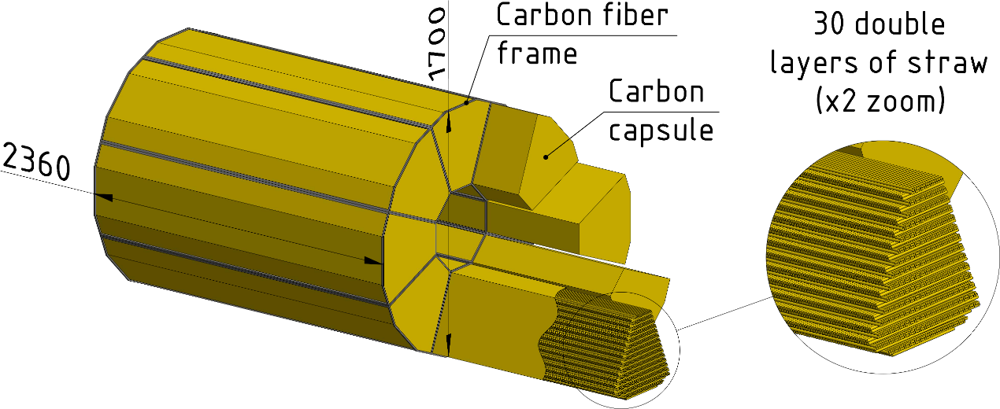 1700
Carbon fiber
frame
Carbon
capsule
30 double
layers of straw
(x2 zoom)
2360